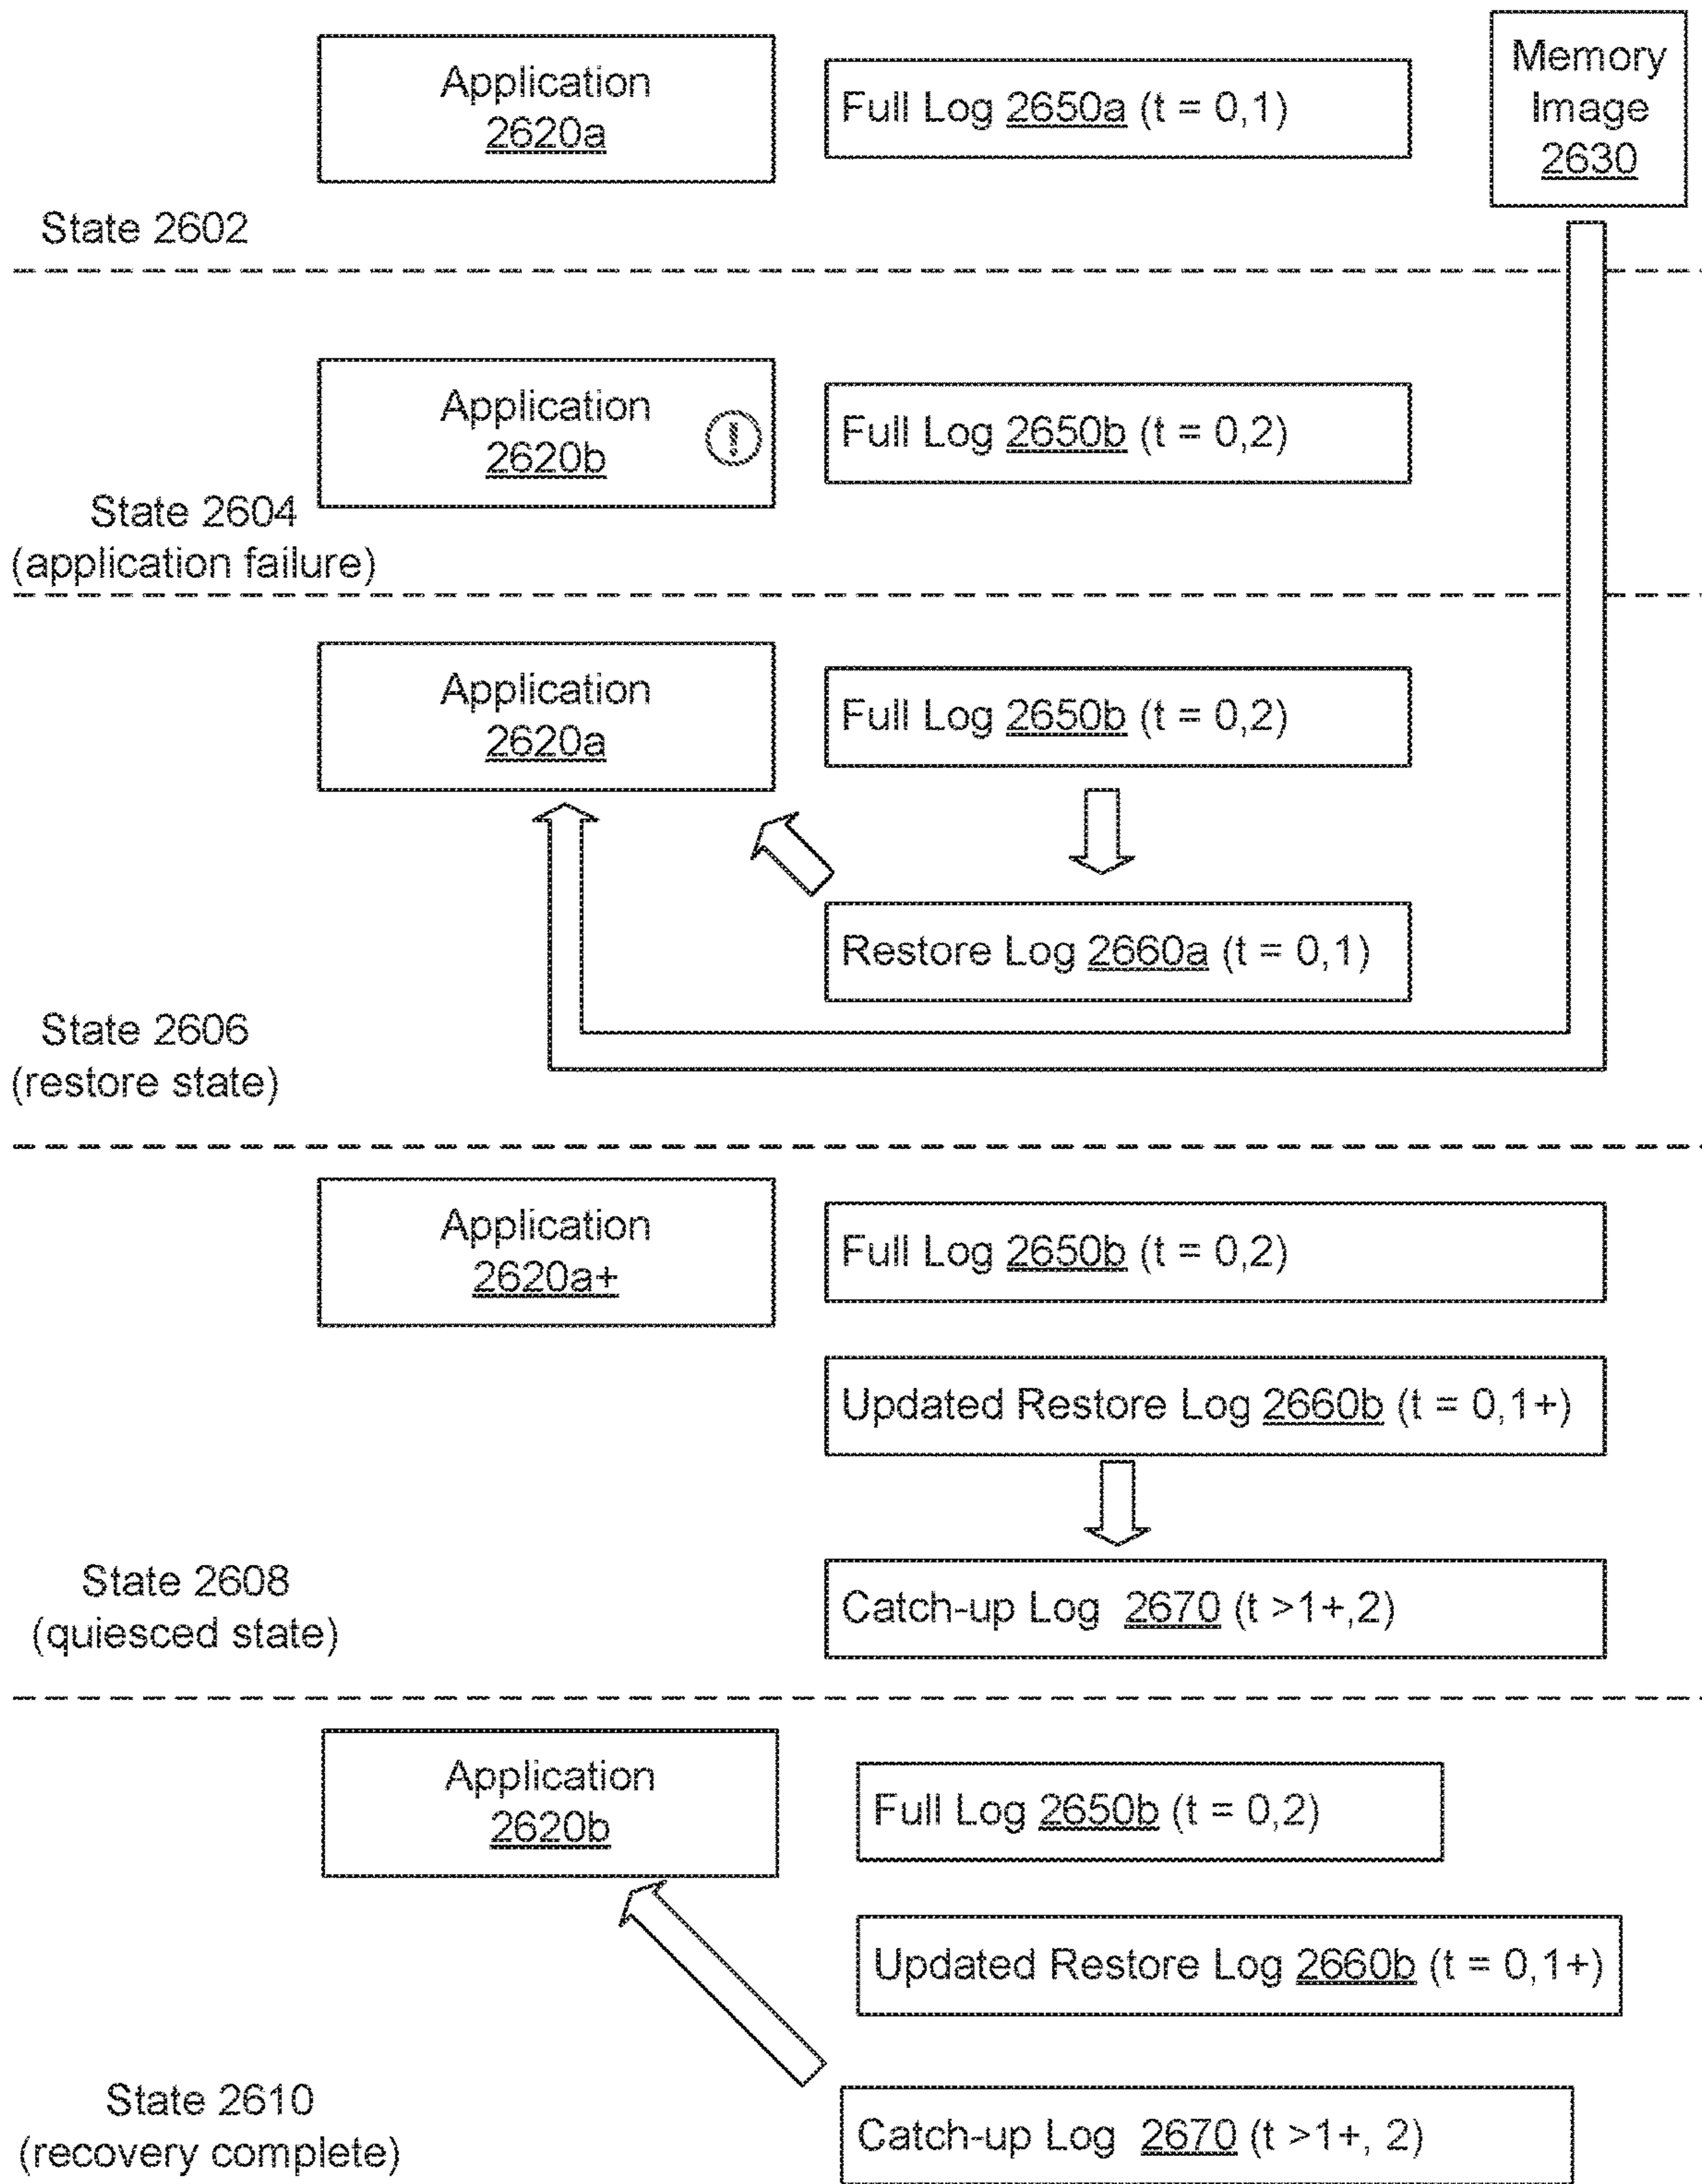 Application
2620a
Full Log 2650a (t = 0,1)
Memory
Image
2630
State 2602
Application
2620b
!
Full Log 2650b (t = 0,2)
State 2604
(application failure)
Application
2620a
Full Log 2650b (t = 0,2)
Restore Log 2660a (t = 0,1)
State 2606
(restore state)
Application
2620a+
Full Log 2650b (t = 0,2)
Updated Restore Log 2660b (t = 0,1+)
Catch-up Log 2670 (t >1+,2)
State 2608
(quiesced state)
Application
2620b
Full Log 2650b (t = 0,2)
Updated Restore Log 2660b (t = 0,1+)
Catch-up Log 2670 (t >1+, 2)
State 2610
(recovery complete)